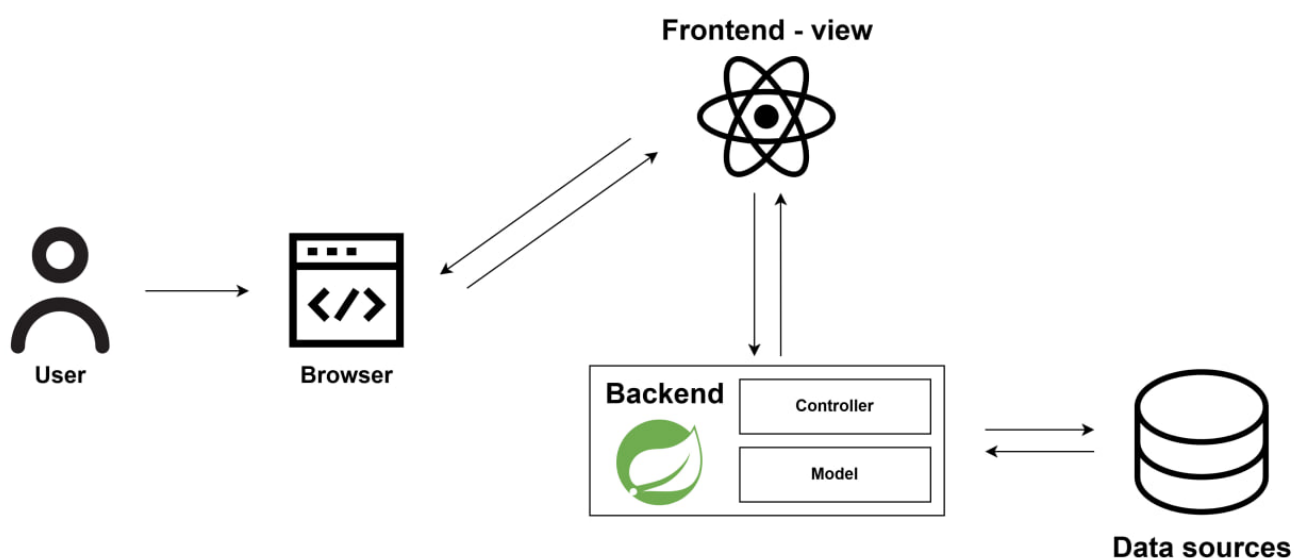 Frontend - view
User
Browser
Backend
Controller
Model
Data sources